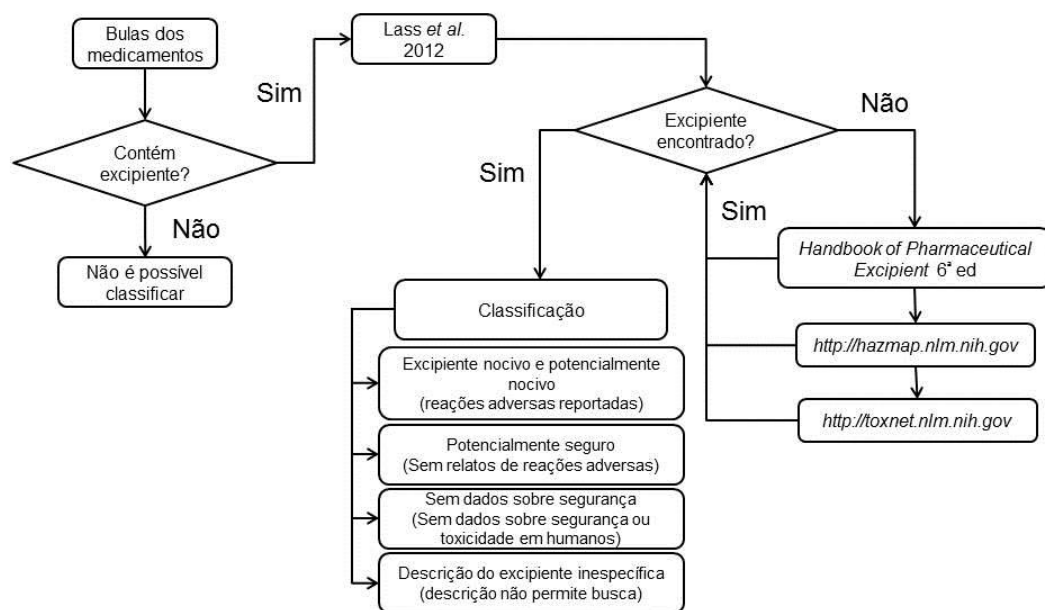 Bulas dos
medicamentos
Contém
excipiente?
Sim
Não
Não é possível
classificar
Lass et al.
2012
Excipiente
encontrado?
Não
Sim
Sim
Handbook of Pharmaceutical
Excipient 6ª ed
http://hazmap.nlm.nih.gov
http://toxnet.nlm.nih.gov
Classificação
Excipiente nocivo e potencialmente
nocivo
(reações adversas reportadas)
Potencialmente seguro
(Sem relatos de reações adversas)
Sem dados sobre segurança
(Sem dados sobre segurança ou
toxicidade em humanos)
Descrição do excipiente inespecífica
(descrição não permite busca)